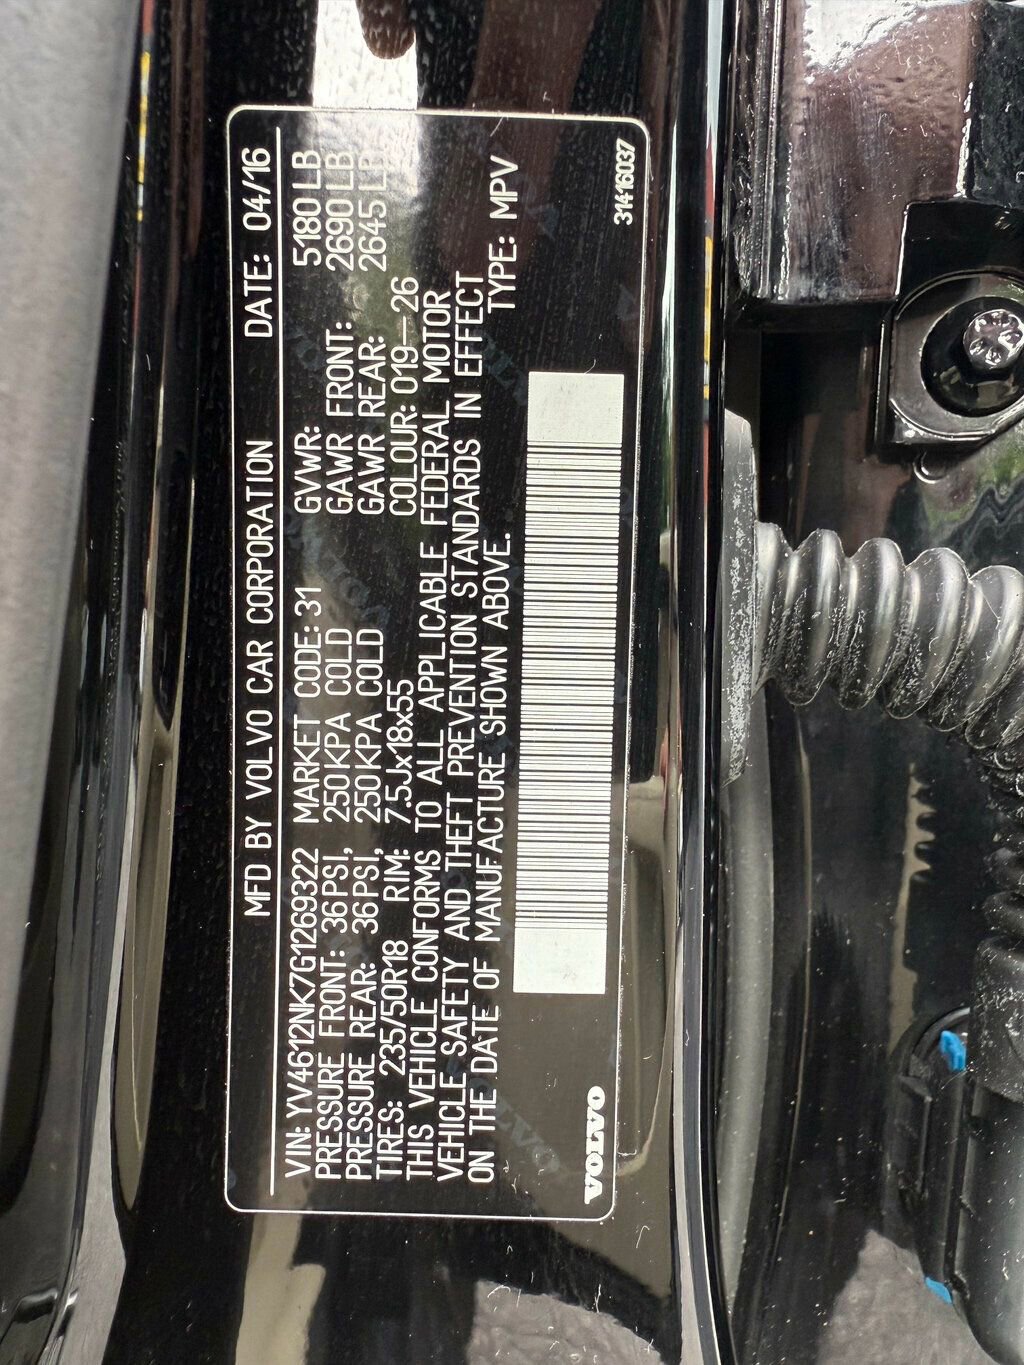 MFD BY VOLVO CAR CORPORATION DATE: 04/16
VIN: YV4612NK7G1269322 MARKET CODE: 31 GVWR: 5180 LB
PRESSURE FRONT: 36 PSI, 250 KPA COLD GAWR FRONT: 2690 LB
PRESSURE REAR: 36 PSI, 250 KPA COLD GAWR REAR: 2645 LB
TIRES: 235/50R18 RIM: 7.5Jx18x55 COLOUR: 019--26
THIS VEHICLE CONFORMS TO ALL APPLICABLE FEDERAL MOTOR
VEHICLE SAFETY AND THEFT PREVENTION STANDARDS IN EFFECT
ON THE DATE OF MANUFACTURE SHOWN ABOVE. TYPE: MPV
VOLVO
31416037